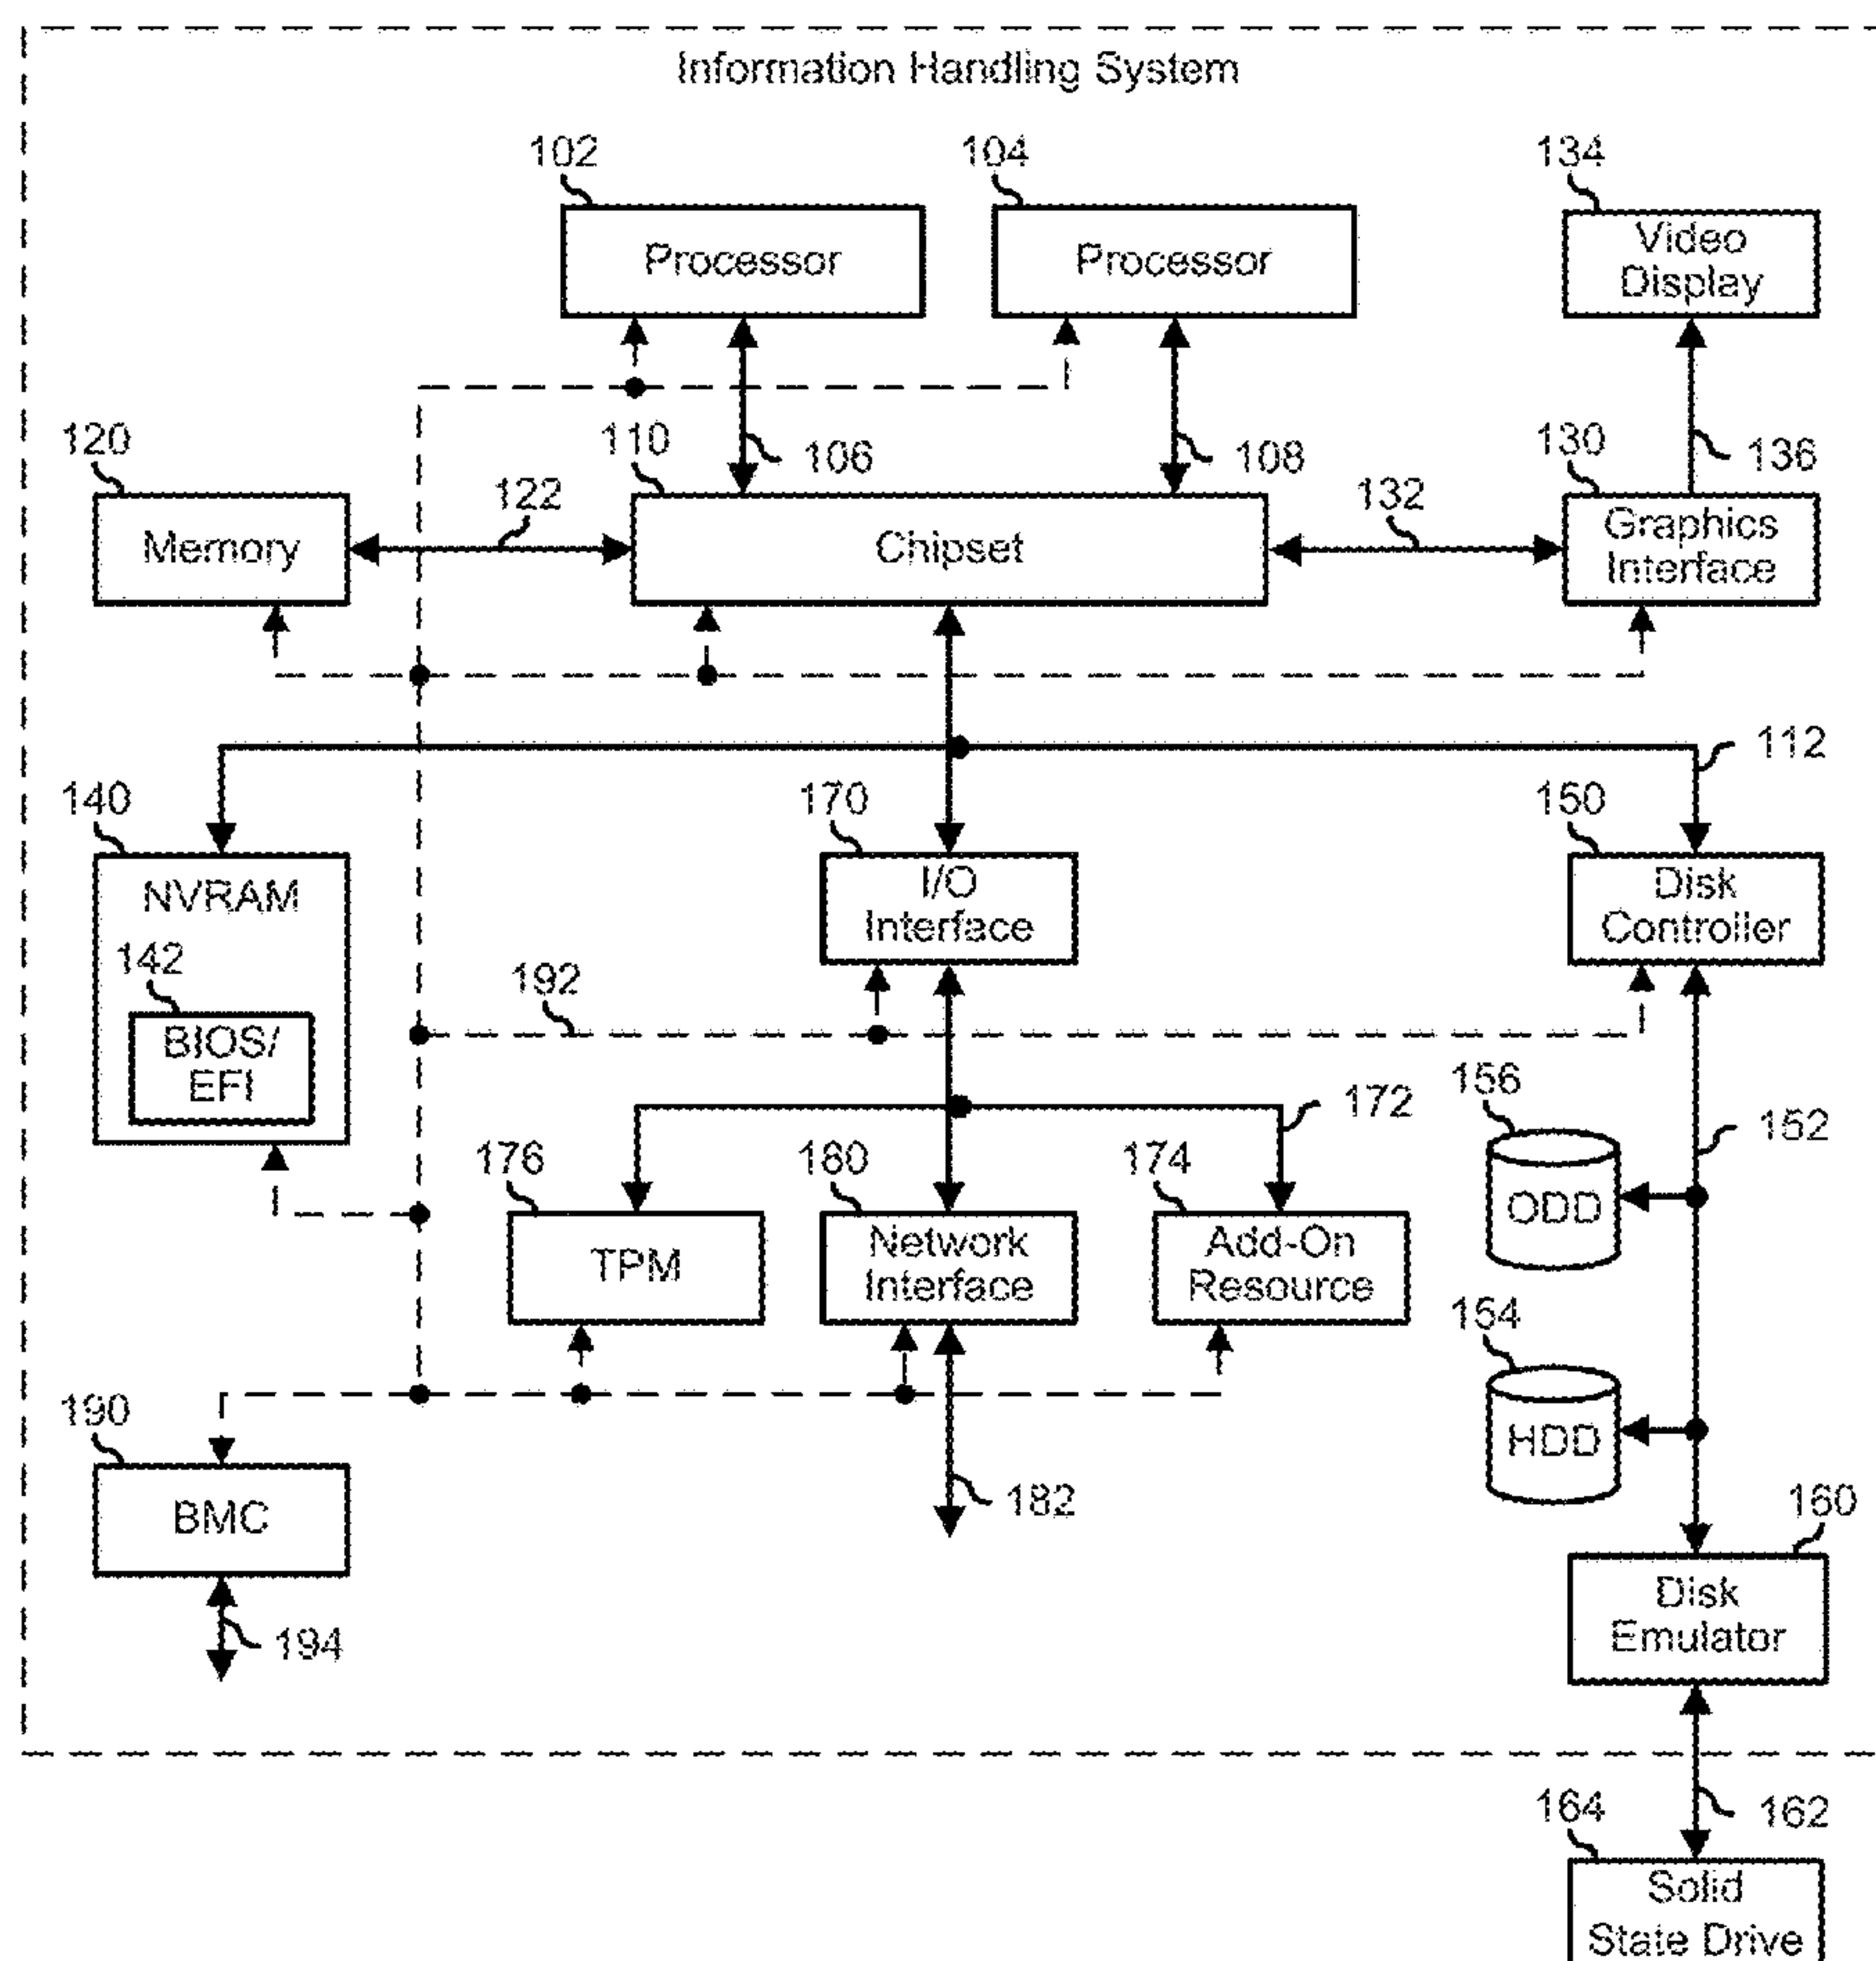 Information Handling System
102
104
134
Processor
Processor
Video
Display
120
110
106
108
130
136
122
132
Memory
Chipset
Graphics
Interface
112
140
170
150
NVRAM
I/O
Interface
Disk
Controller
142
192
BIOS/
EFI
156
172
152
176
180
174
ODD
TPM
Network
Interface
Add-On
Resource
154
190
HDD
182
160
BMC
Disk
Emulator
194
164
162
Solid
State Drive